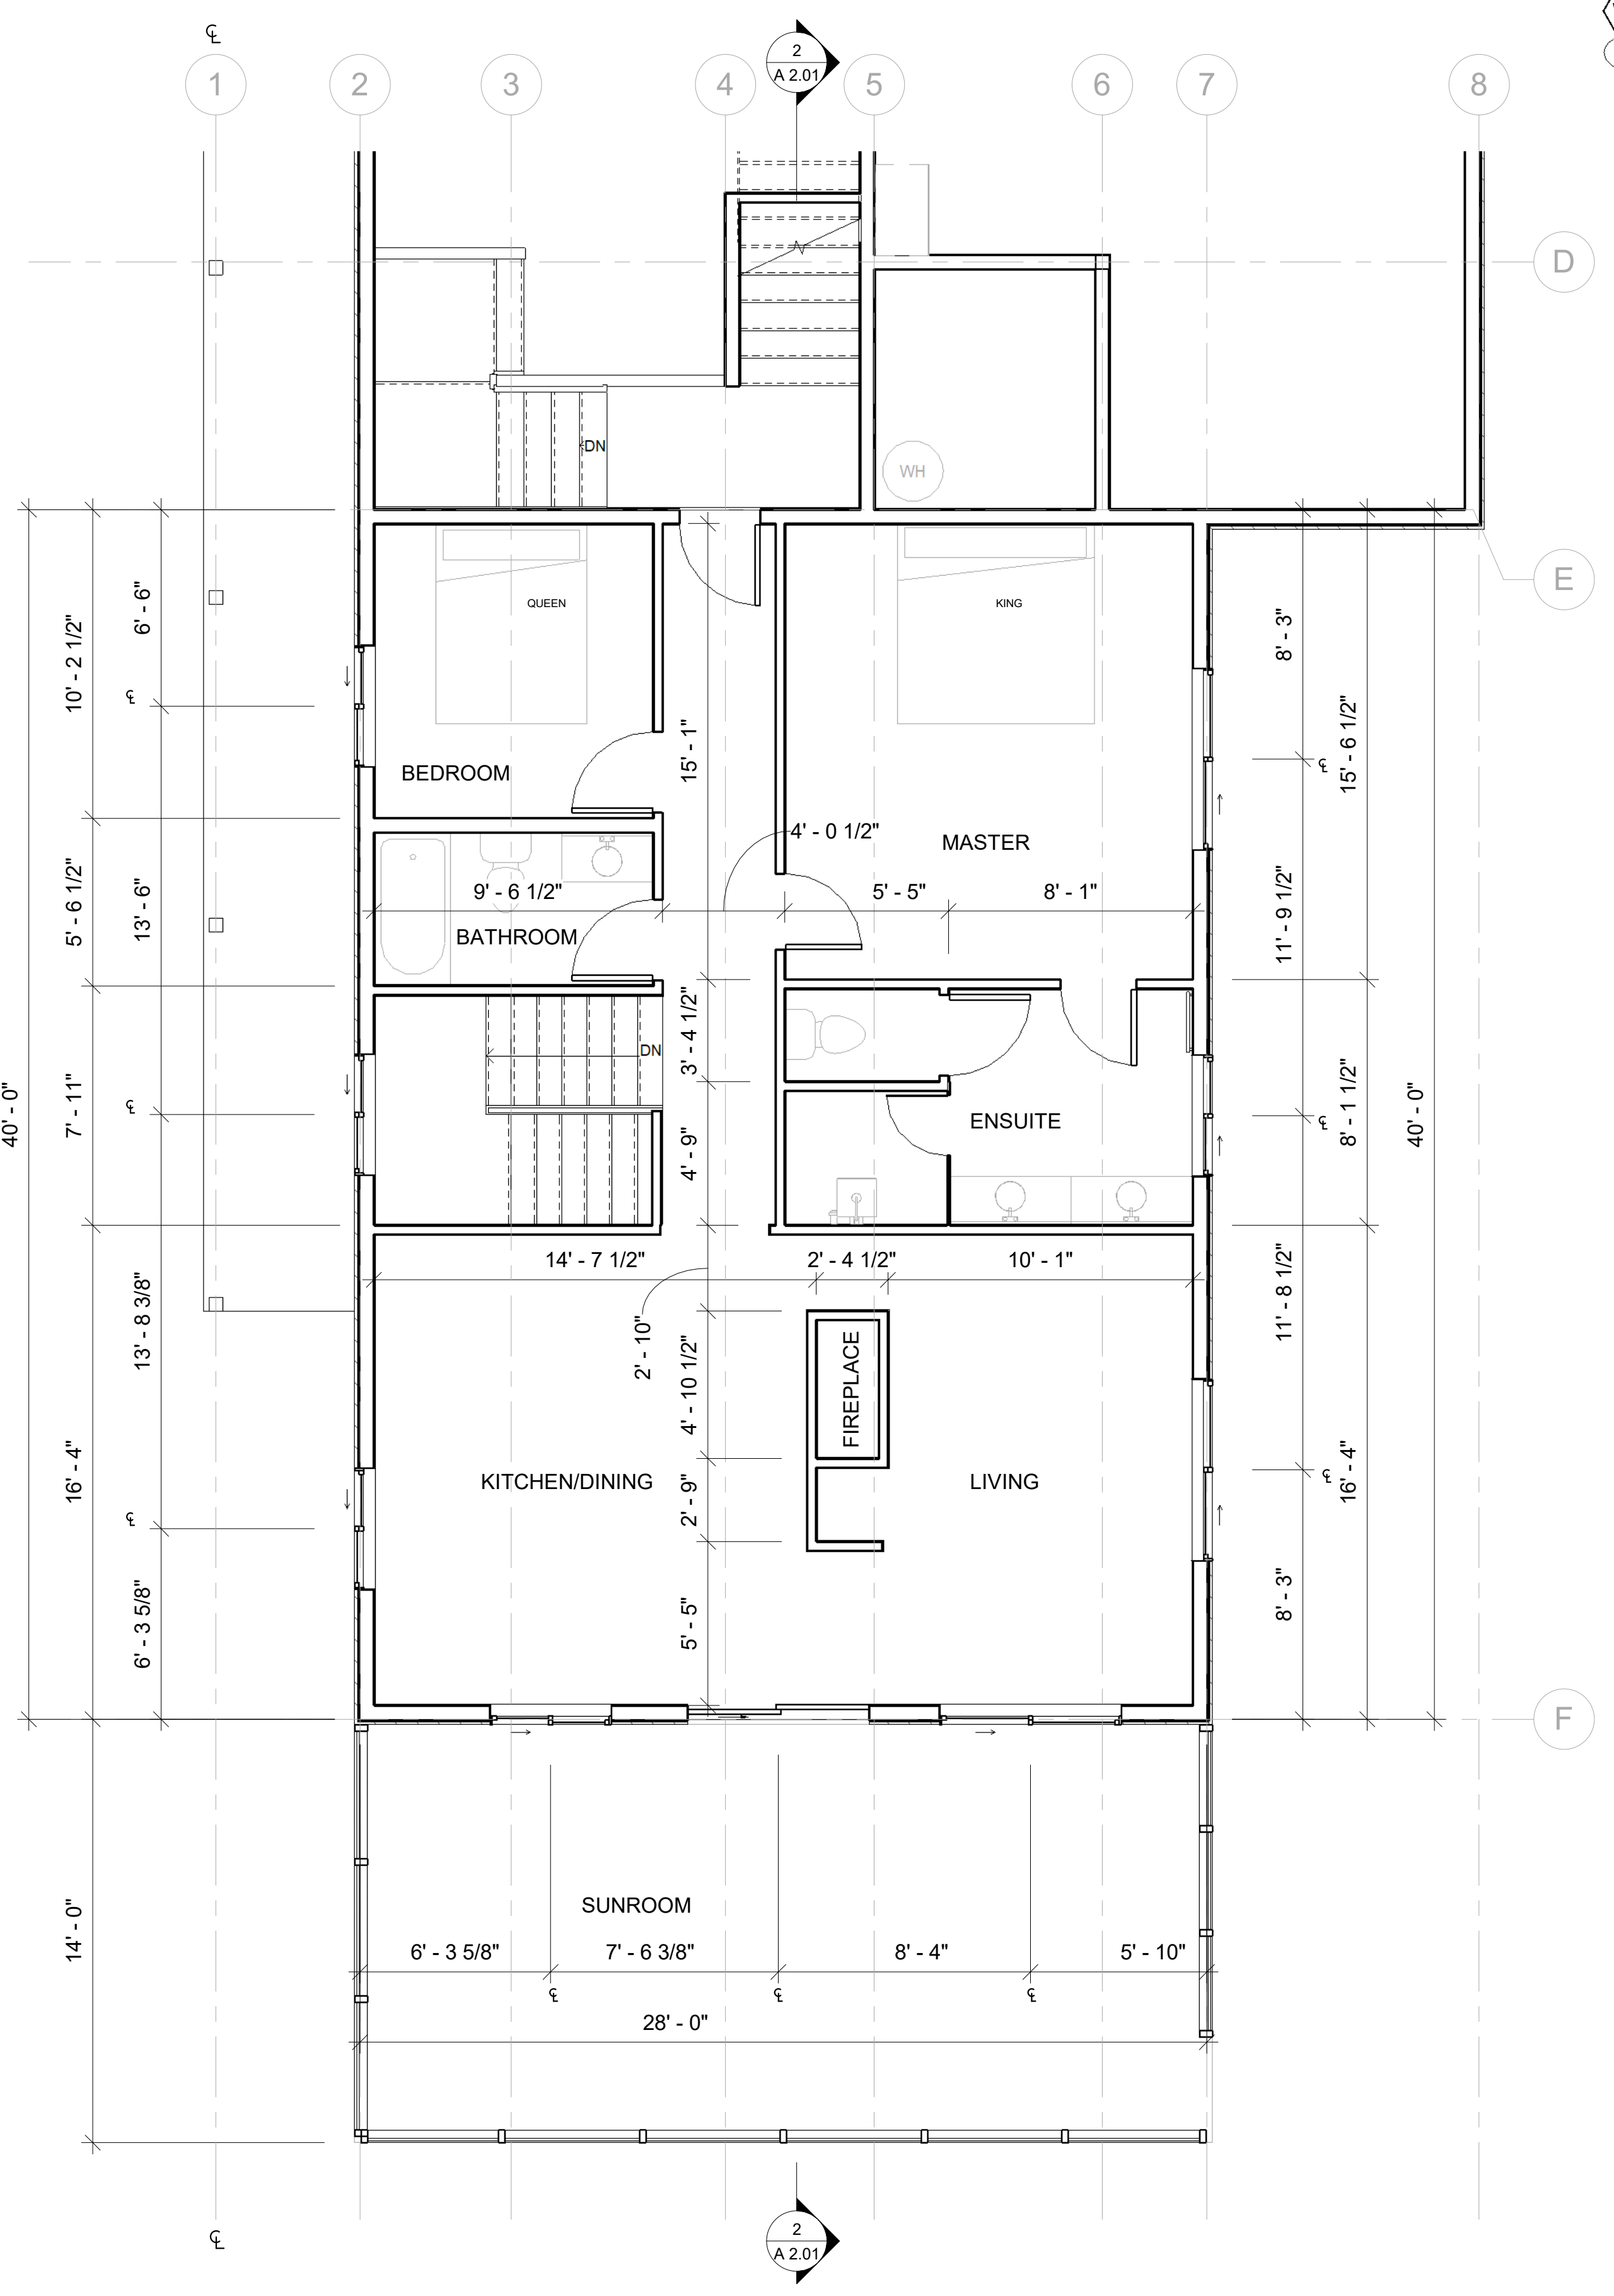 ℄
2
A 2.01
1
2
3
4
5
6
7
8
D
DN
WH
E
QUEEN
KING
6' - 6"
8' - 3"
10' - 2 1/2"
℄
15' - 1"
15' - 6 1/2"
℄
BEDROOM
4' - 0 1/2"
MASTER
9' - 6 1/2"
5' - 5"
8' - 1"
5' - 6 1/2"
13' - 6"
11' - 9 1/2"
BATHROOM
3' - 4 1/2"
DN
40' - 0"
7' - 11"
℄
ENSUITE
℄
8' - 1 1/2"
40' - 0"
4' - 9"
14' - 7 1/2"
2' - 4 1/2"
10' - 1"
13' - 8 3/8"
11' - 8 1/2"
2' - 10"
4' - 10 1/2"
FIREPLACE
16' - 4"
KITCHEN/DINING
LIVING
℄
16' - 4"
2' - 9"
℄
6' - 3 5/8"
5' - 5"
8' - 3"
F
SUNROOM
14' - 0"
6' - 3 5/8"
7' - 6 3/8"
8' - 4"
5' - 10"
℄
℄
℄
28' - 0"
℄
2
A 2.01